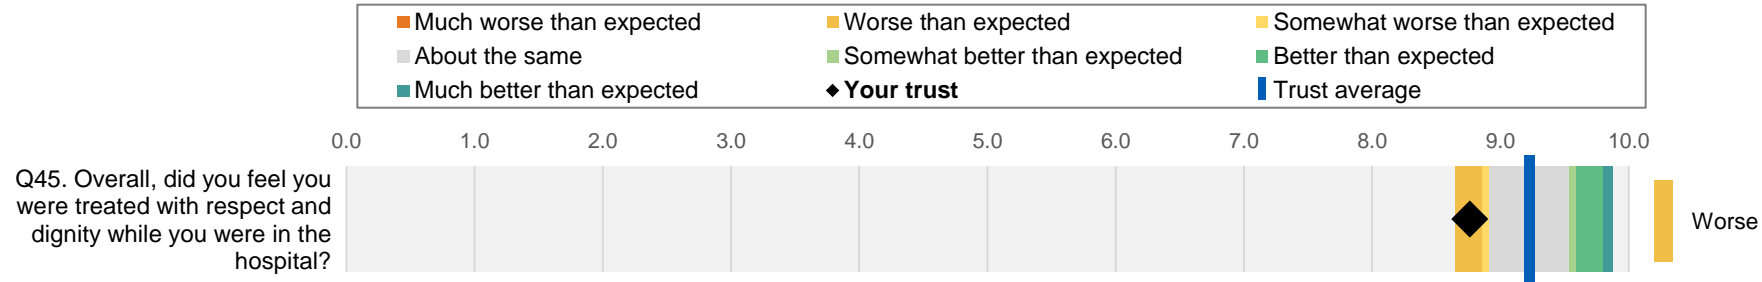 Much worse than expected
Worse than expected
Somewhat worse than expected
About the same
Somewhat better than expected
Better than expected
Much better than expected
Your trust
Trust average
0.0 1.0 2.0 3.0 4.0 5.0 6.0 7.0 8.0 9.0 10.0
Q45. Overall, did you feel you
were treated with respect and
dignity while you were in the
hospital?
Worse